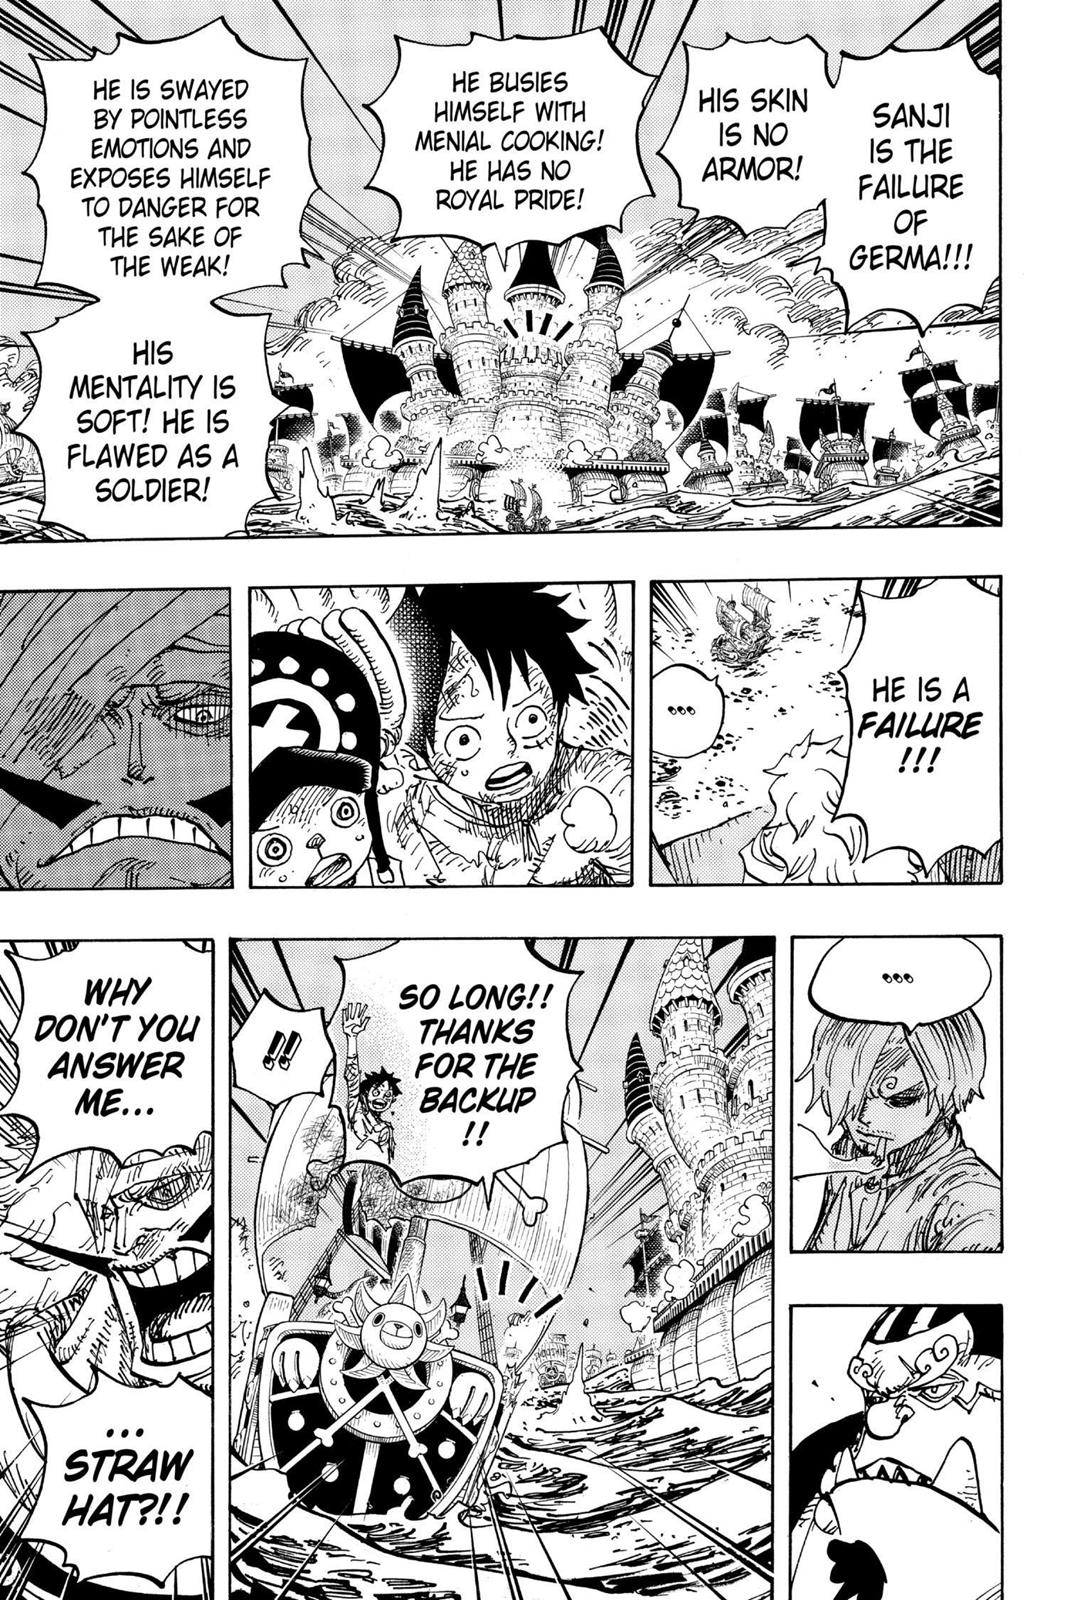 SANJI
IS THE
FAILURE
OF
GERMA!!!
HIS SKIN
IS NO
ARMOR!
HE BUSIES
HIMSELF WITH
MENIAL COOKING!
HE HAS NO
ROYAL PRIDE!
HE IS SWAYED
BY POINTLESS
EMOTIONS AND
EXPOSES HIMSELF
TO DANGER FOR
THE SAKE OF
THE WEAK!
HIS
MENTALITY IS
SOFT! HE IS
FLAWED AS A
SOLDIER!
HE IS A
FAILURE
!!!
...
...
SO LONG!!
THANKS
FOR THE
BACKUP
!!
!!
WHY
DON'T YOU
ANSWER
ME...
...
STRAW
HAT?!!